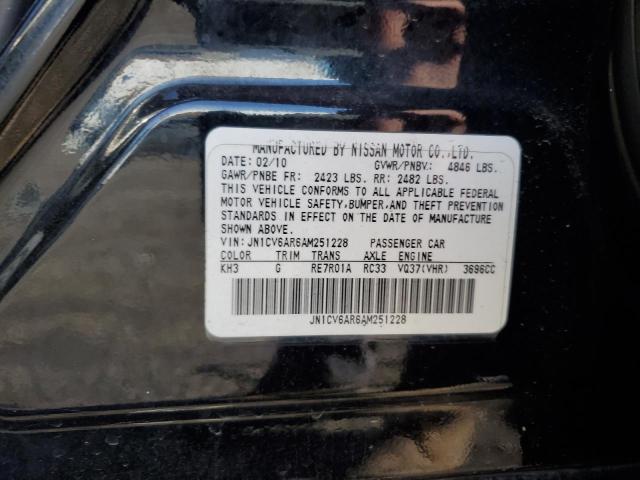 MANUFACTURED BY NISSAN MOTOR CO.,LTD.
DATE: 02/10 GVWR/PNBV: 4846 LBS.
GAWR/PNBE FR: 2423 LBS. RR: 2482 LBS.
THIS VEHICLE CONFORMS TO ALL APPLICABLE FEDERAL
MOTOR VEHICLE SAFETY, BUMPER, AND THEFT PREVENTION
STANDARDS IN EFFECT ON THE DATE OF MANUFACTURE
SHOWN ABOVE.
VIN: JN1CV6AR6AM251228 PASSENGER CAR
COLOR TRIM TRANS AXLE ENGINE
KH3 G RE7R01A RC33 VQ37(VHR) 3696CC
JN1CV6AR6AM251228